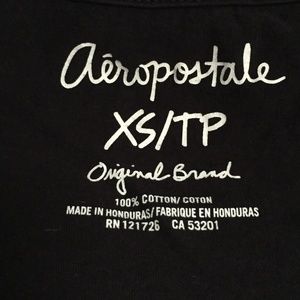 Aéropostale
XS/TP
Original Brand
100% COTTON/ COTON
MADE IN HONDURAS/ FABRIQUE EN HONDURAS
RN 121726 CA 53201